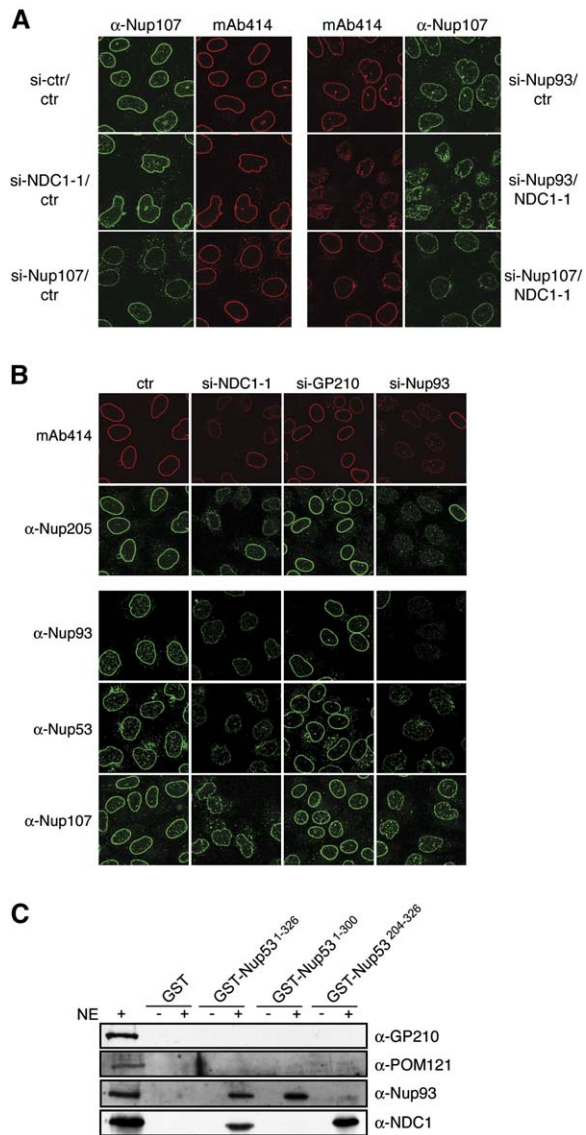 A
α-Nup107 mAb414 mAb414 α-Nup107
si-ctr/
ctr
si-Nup93/
ctr
si-NDC1-1/
ctr
si-Nup93/
NDC1-1
si-Nup107/
ctr
si-Nup107/
NDC1-1
B
ctr si-NDC1-1 si-GP210 si-Nup93
mAb414
α-Nup205
α-Nup93
α-Nup53
α-Nup107
C
GST GST-Nup53 1-326 GST-Nup53 1-300 GST-Nup53 204-326
NE + - + - + - + - +
α-GP210
α-POM121
α-Nup93
α-NDC1